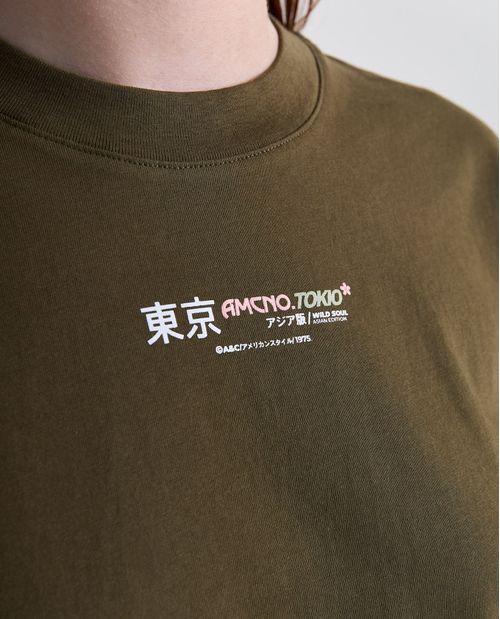 東京 AMCNO.TOKIO*
アジア版 / WILD SOUL
ASIAN EDITION
©A&C/アメリカンスタイル/1975.